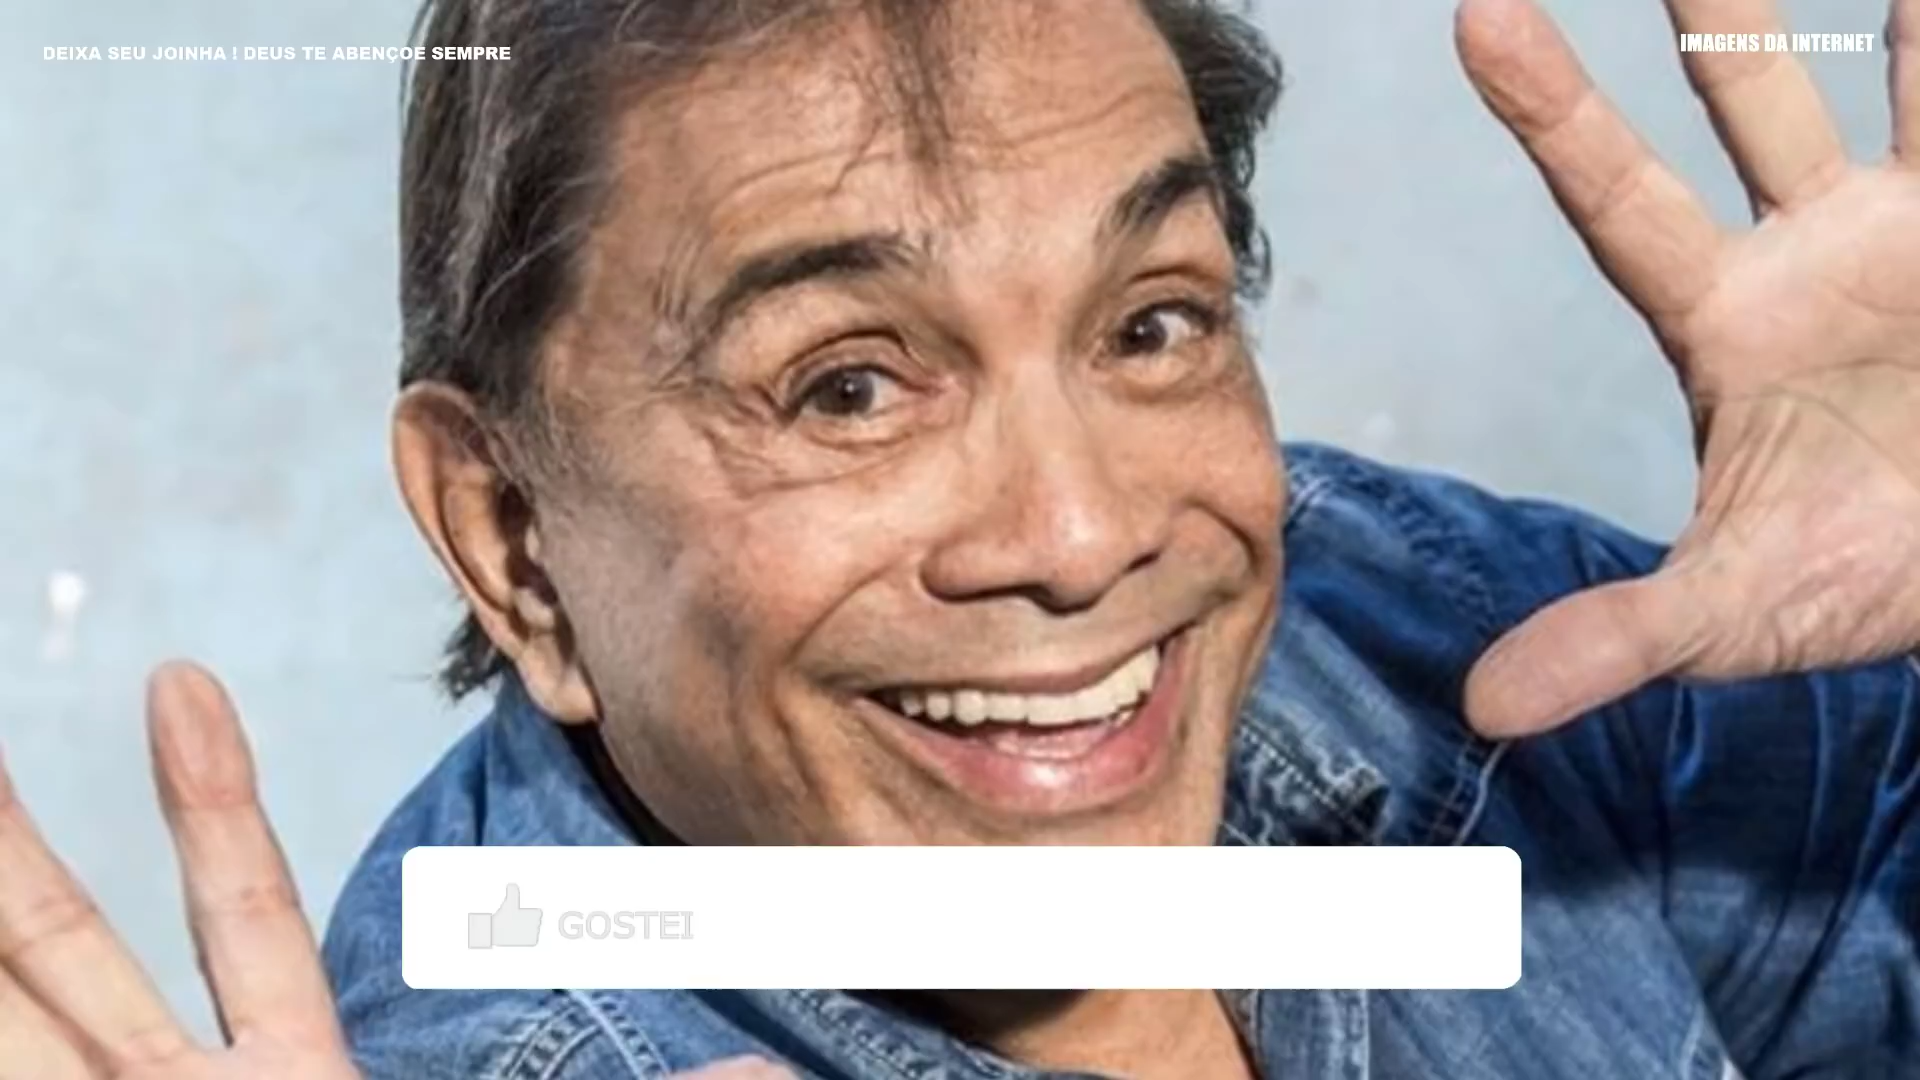 DEIXA SEU JOINHA ! DEUS TE ABENÇOE SEMPRE
IMAGENS DA INTERNET
GOSTEI